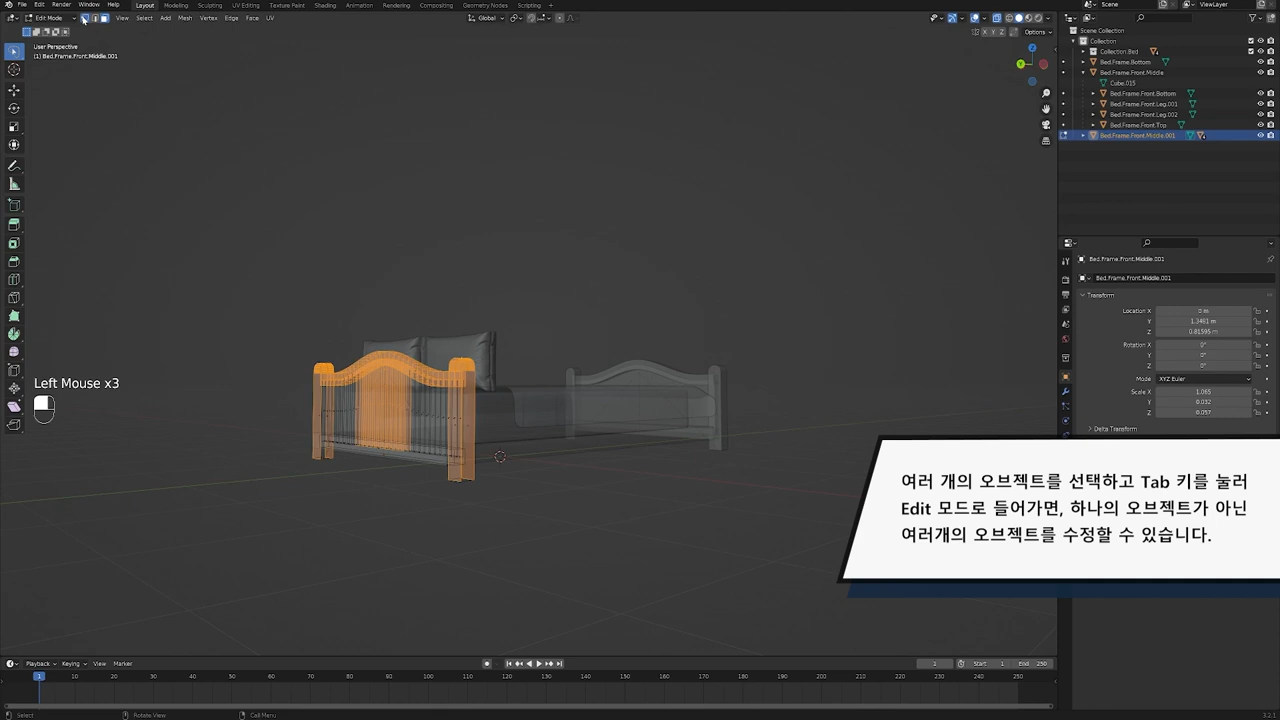 File Edit Render Window Help Layout Modeling Sculpting UV Editing Texture Paint Shading Animation Rendering Compositing Geometry Nodes Scripting Scene ViewLayer
Edit Mode View Select Add Mesh Vertex Edge Face UV Global
X Y Z Options
User Perspective
(1) Bed.Frame.Front.Middle.001
Scene Collection
Collection
Collection.Bed
Bed.Frame.Bottom
Bed.Frame.Front.Middle
Cube.015
Bed.Frame.Front.Bottom
Bed.Frame.Front.Leg.001
Bed.Frame.Front.Leg.002
Bed.Frame.Front.Top
Bed.Frame.Front.Middle.001
Bed.Frame.Front.Middle.001
Bed.Frame.Front.Middle.001
Transform
Location X 0 m
Y 1.3481 m
Z 0.81595 m
Rotation X 0°
Y 0°
Z 0°
Mode XYZ Euler
Scale X 1.065
Y 0.032
Z 0.057
Delta Transform
Left Mouse x3
여러 개의 오브젝트를 선택하고 Tab 키를 눌러
Edit 모드로 들어가면, 하나의 오브젝트가 아닌
여러개의 오브젝트를 수정할 수 있습니다.
Playback Keying View Marker 1 Start 1 End 250
1 10 20 30 40 50 60 70 80 90 100 110 120 130 140 150 160 170 180 190 200 210 220 230 240 250
Select Rotate View Call Menu 3.2.1